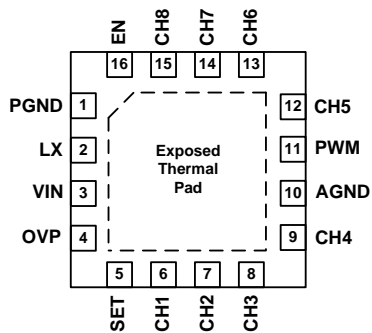 EN CH8 CH7 CH6
16 15 14 13
PGND 1
LX 2
VIN 3
OVP 4
Exposed
Thermal
Pad
12 CH5
11 PWM
10 AGND
9 CH4
5 6 7 8
SET CH1 CH2 CH3